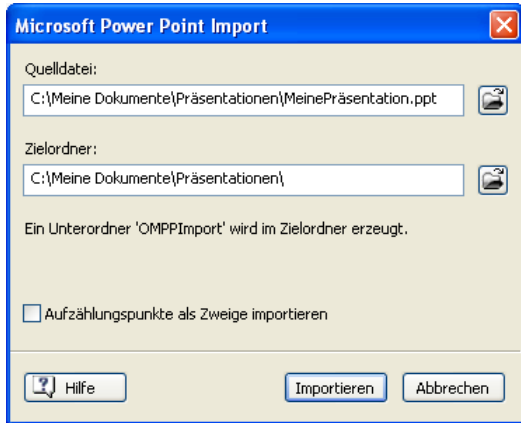 Microsoft Power Point Import
Quelldatei:
C:\Meine Dokumente\Präsentationen\MeinePräsentation.ppt
Zielordner:
C:\Meine Dokumente\Präsentationen\
Ein Unterordner 'OMPPImport' wird im Zielordner erzeugt.
Aufzählungspunkte als Zweige importieren
Hilfe Importieren Abbrechen